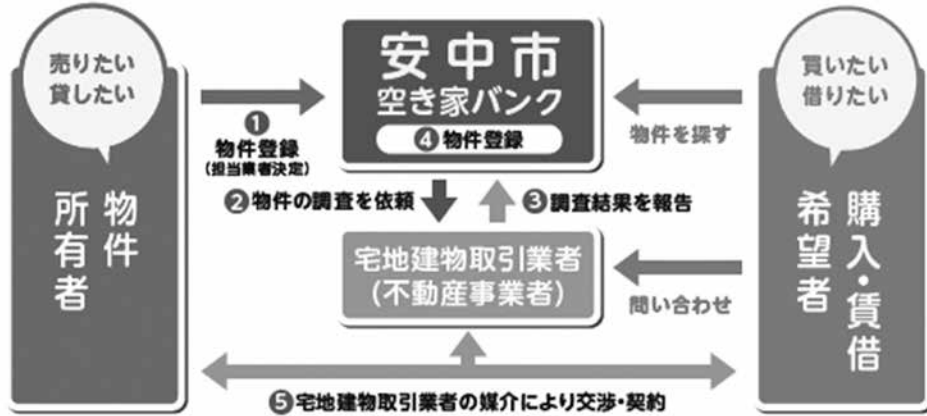 売りたい
貸したい
物件
所有者
❶
物件登録
(担当業者決定)
安中市
空き家バンク
❹物件登録
❷物件の調査を依頼
❸調査結果を報告
宅地建物取引業者
(不動産事業者)
物件を探す
問い合わせ
買いたい
借りたい
購入・賃借
希望者
❺宅地建物取引業者の媒介により交渉・契約